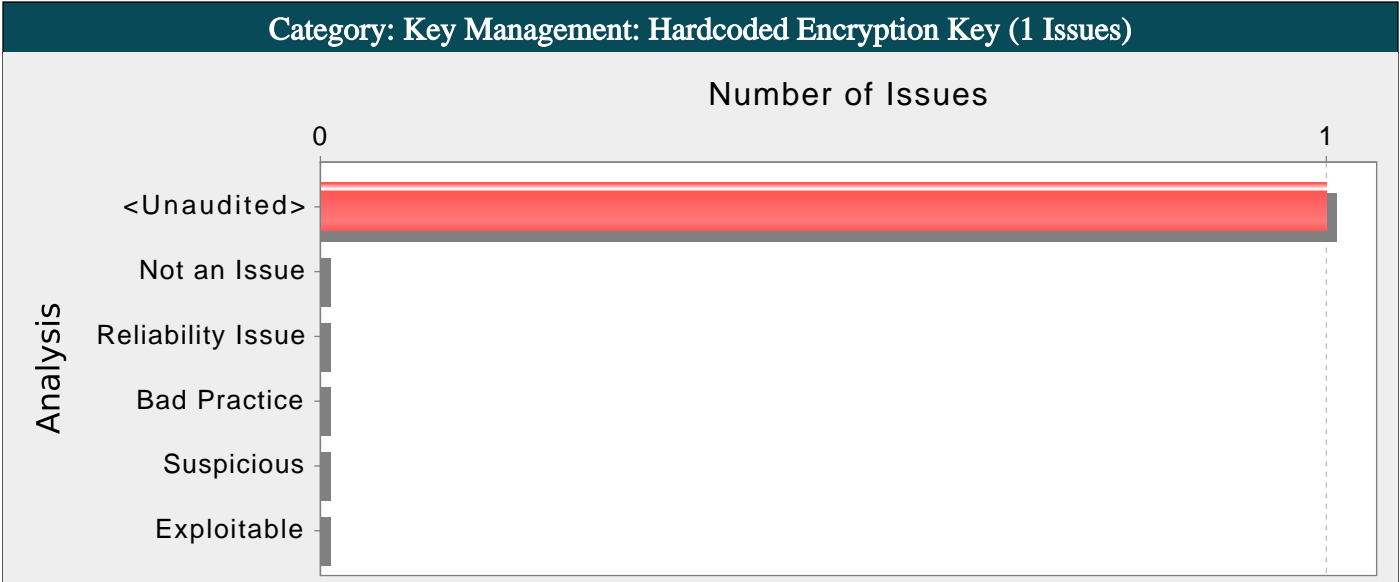 Category: Key Management: Hardcoded Encryption Key (1 Issues)
Number of Issues
0 1
<Unaudited>
Not an Issue
Reliability Issue
Bad Practice
Suspicious
Exploitable
Analysis